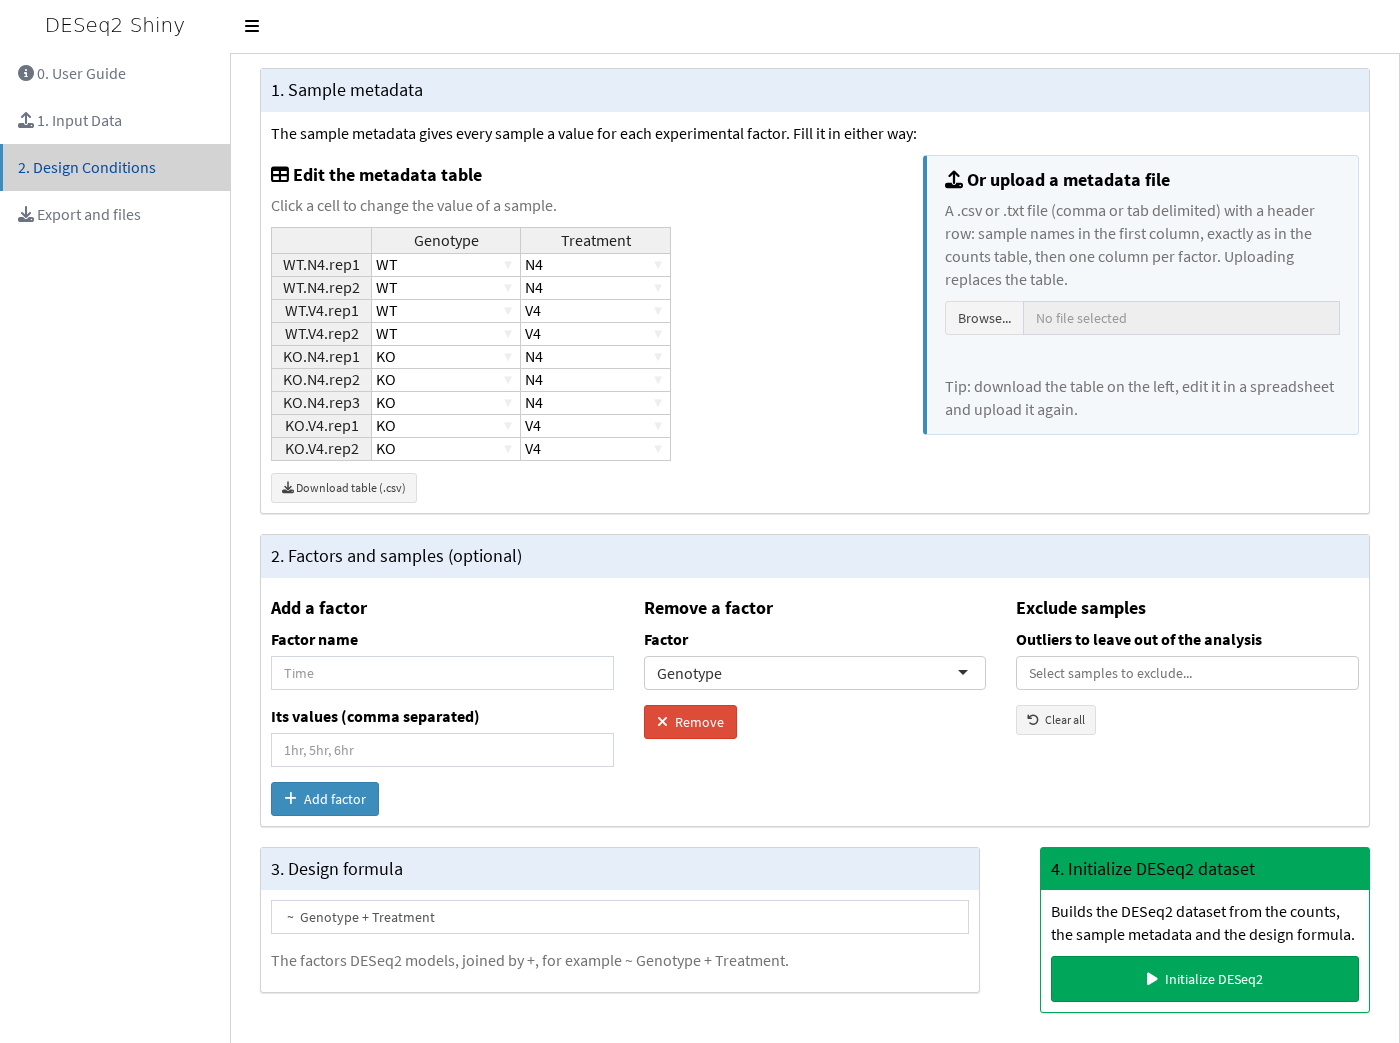 DESeq2 Shiny
0. User Guide
1. Input Data
2. Design Conditions
Export and files
1. Sample metadata
The sample metadata gives every sample a value for each experimental factor. Fill it in either way:
Edit the metadata table
Click a cell to change the value of a sample.
Genotype Treatment
WT.N4.rep1 WT N4
WT.N4.rep2 WT N4
WT.V4.rep1 WT V4
WT.V4.rep2 WT V4
KO.N4.rep1 KO N4
KO.N4.rep2 KO N4
KO.N4.rep3 KO N4
KO.V4.rep1 KO V4
KO.V4.rep2 KO V4
Download table (.csv)
Or upload a metadata file
A .csv or .txt file (comma or tab delimited) with a header
row: sample names in the first column, exactly as in the
counts table, then one column per factor. Uploading
replaces the table.
Browse... No file selected
Tip: download the table on the left, edit it in a spreadsheet
and upload it again.
2. Factors and samples (optional)
Add a factor
Factor name
Time
Its values (comma separated)
1hr, 5hr, 6hr
Add factor
Remove a factor
Factor
Genotype
Remove
Exclude samples
Outliers to leave out of the analysis
Select samples to exclude...
Clear all
3. Design formula
~ Genotype + Treatment
The factors DESeq2 models, joined by +, for example ~ Genotype + Treatment.
4. Initialize DESeq2 dataset
Builds the DESeq2 dataset from the counts,
the sample metadata and the design formula.
Initialize DESeq2